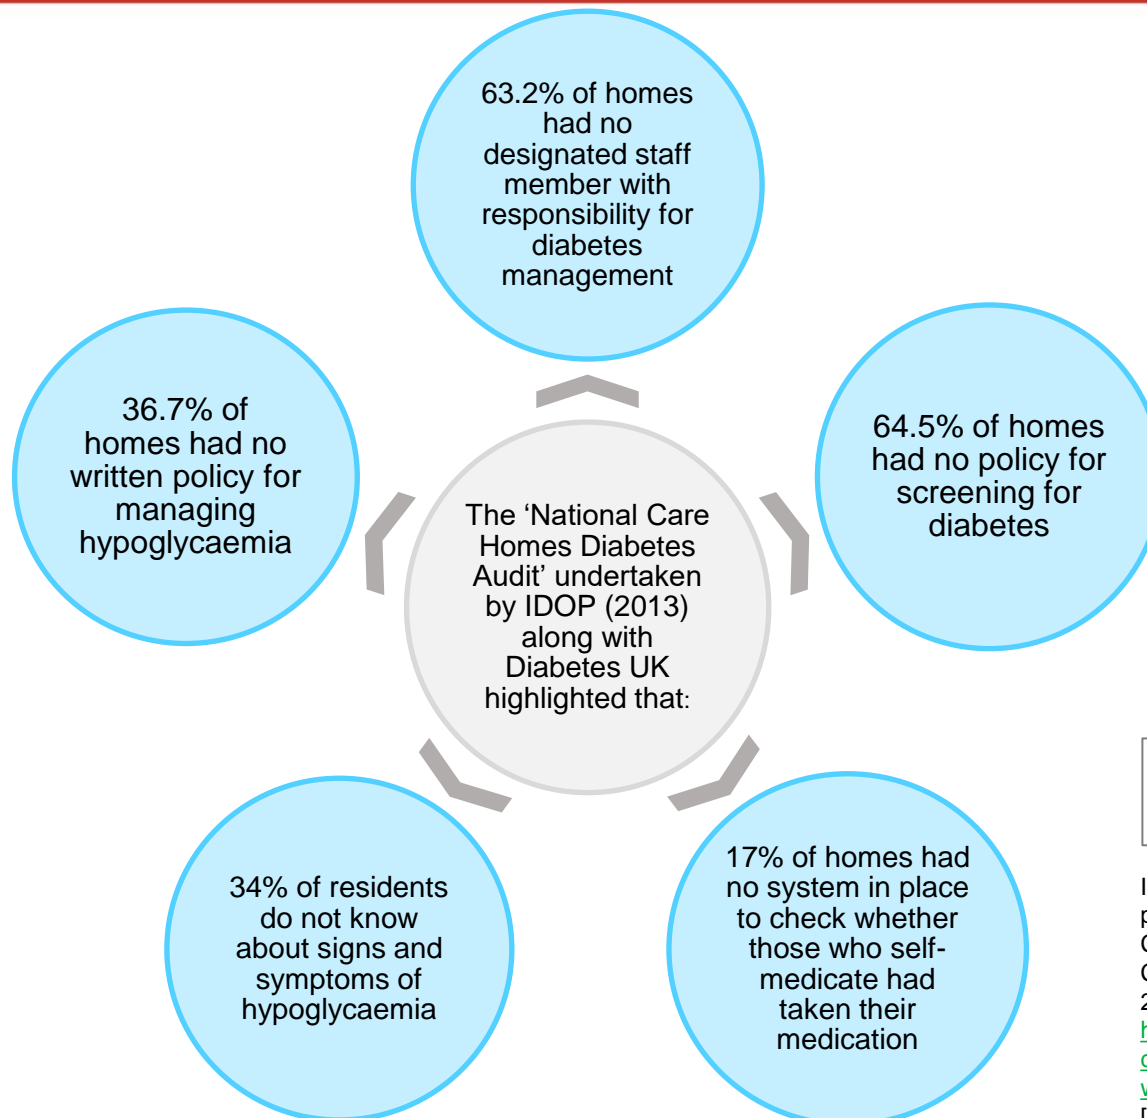 63.2% of homes
had no
designated staff
member with
responsibility for
diabetes
management
36.7% of
homes had no
written policy for
managing
hypoglycaemia
64.5% of homes
had no policy for
screening for
diabetes
The ‘National Care
Homes Diabetes
Audit’ undertaken
by IDOP (2013)
along with
Diabetes UK
highlighted that:
34% of residents
do not know
about signs and
symptoms of
hypoglycaemia
17% of homes had
no system in place
to check whether
those who self-
medicate had
taken their
medication